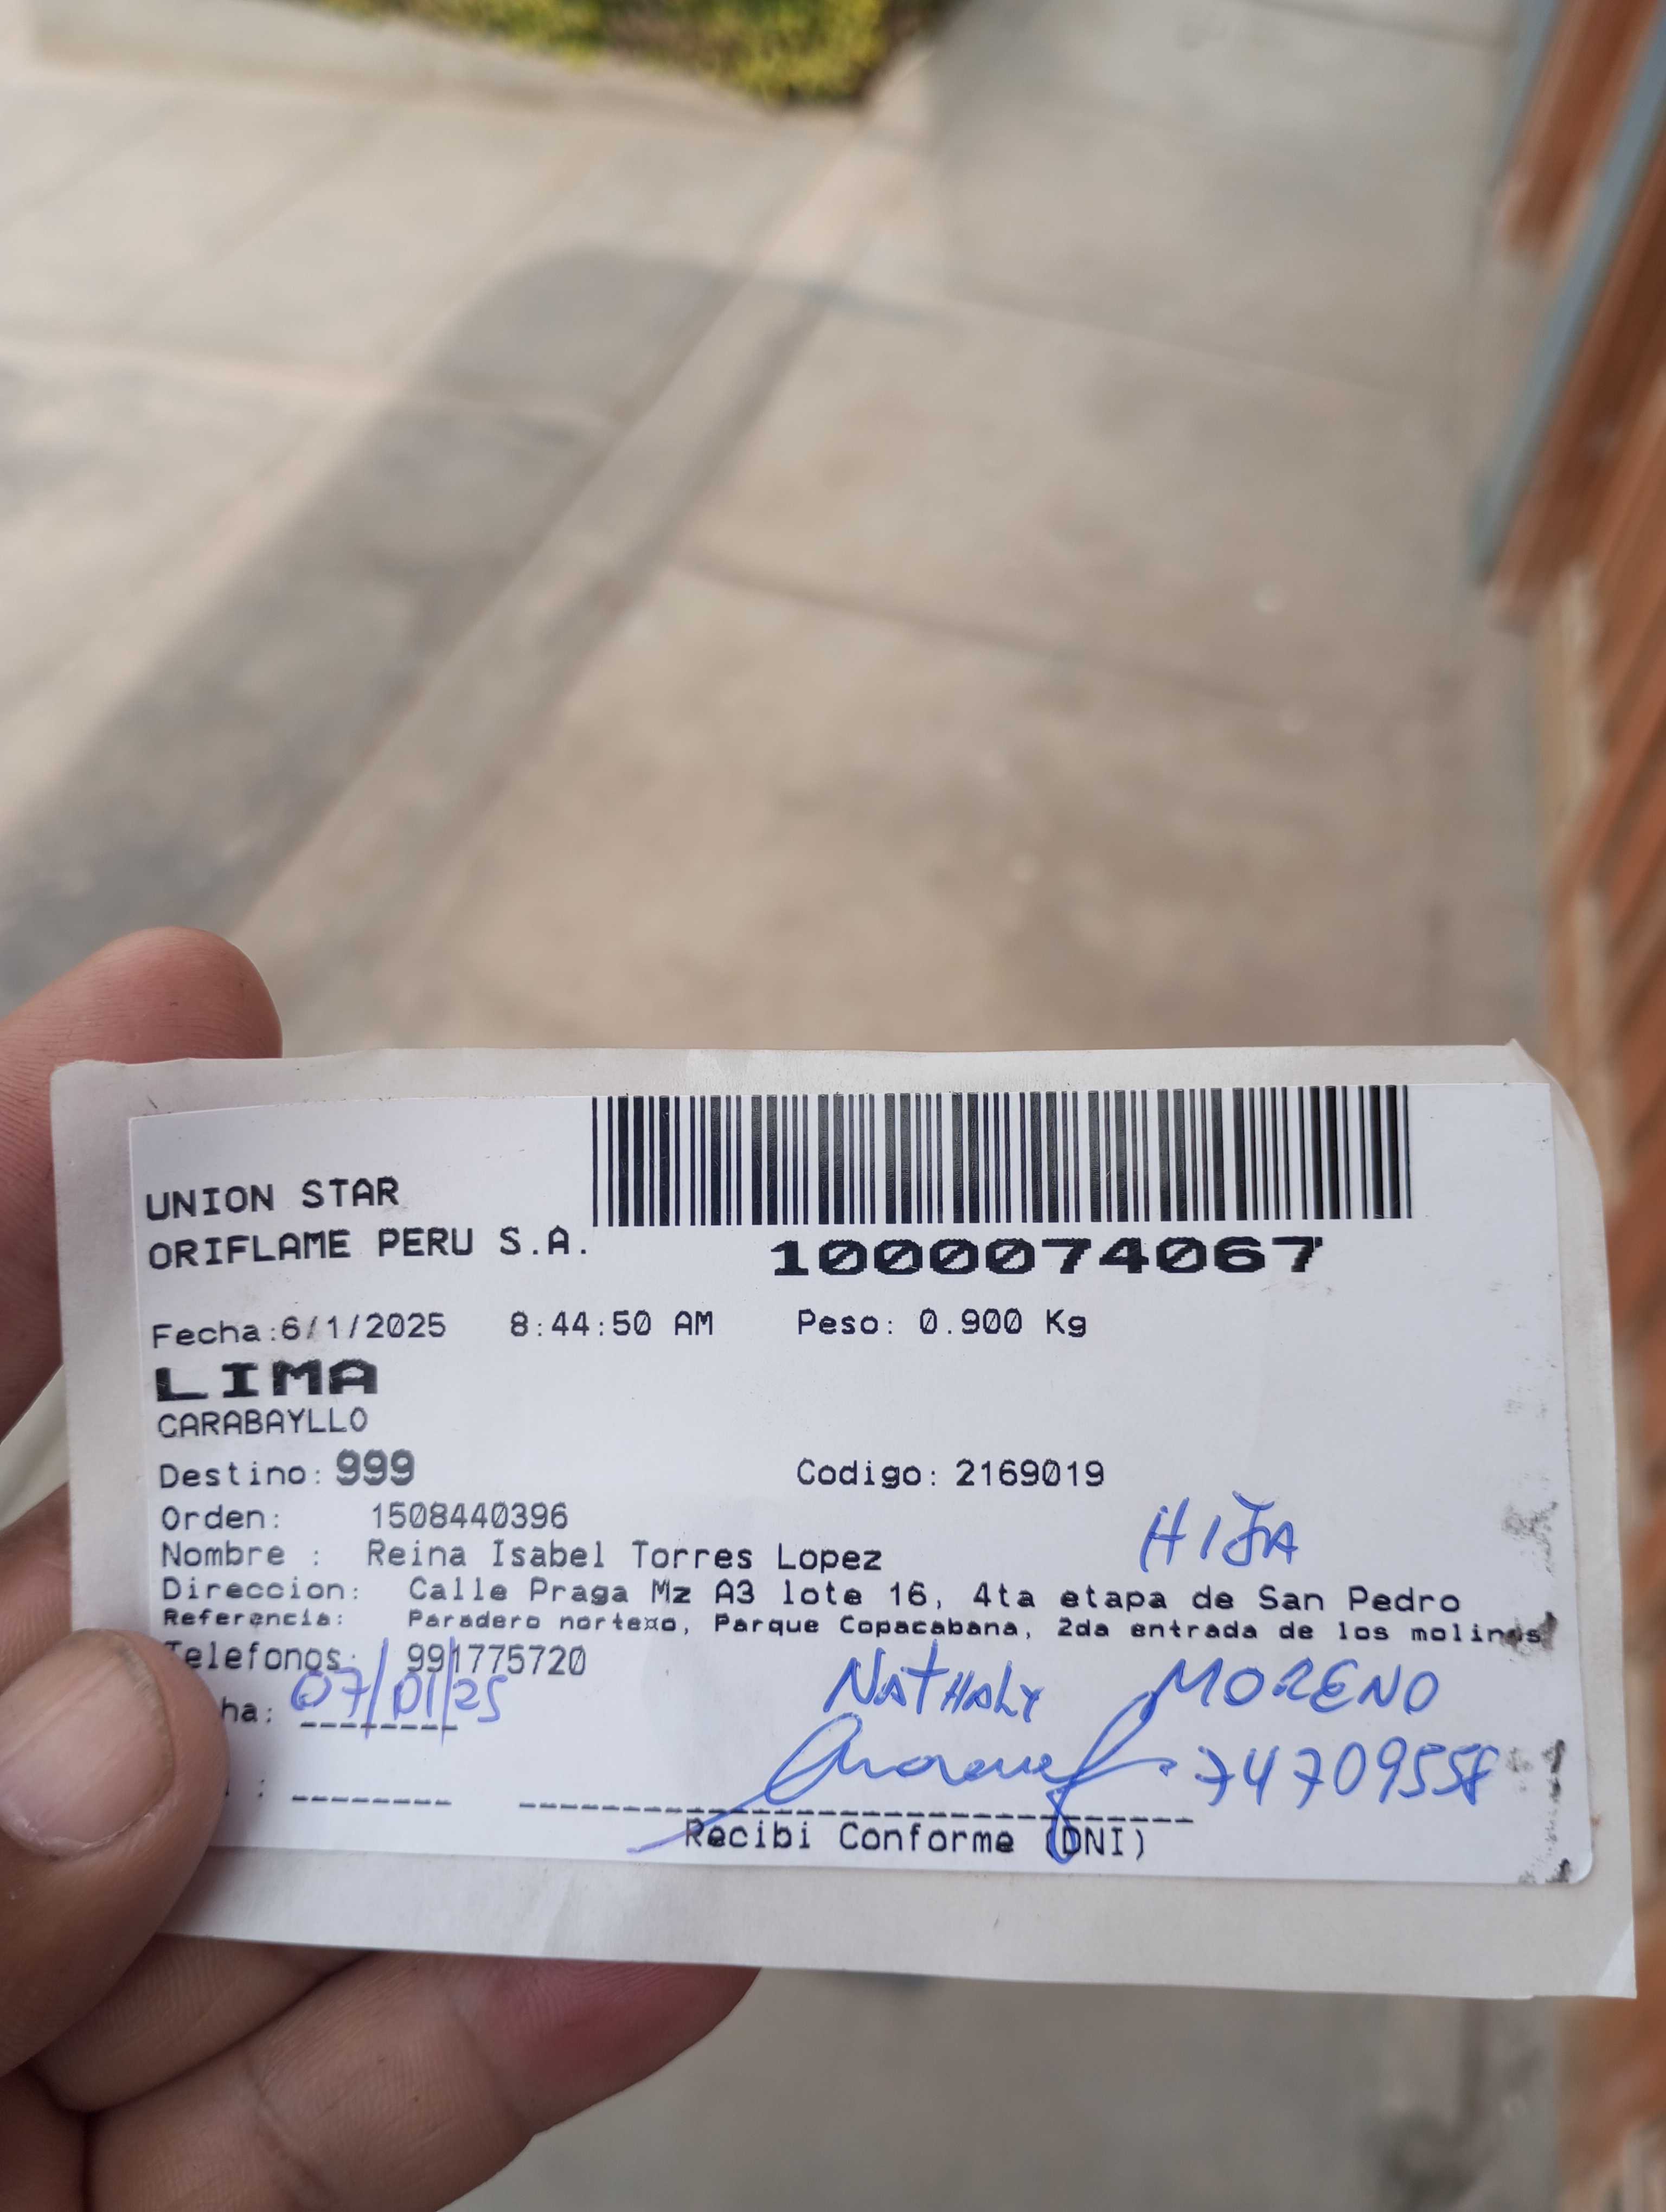 UNION STAR
ORIFLAME PERU S.A.
1000074067
Fecha:6/1/2025 8:44:50 AM Peso: 0.900 Kg
LIMA
CARABAYLLO
Destino: 999 Codigo: 2169019
Orden: 1508440396
HIJA
Nombre : Reina Isabel Torres Lopez
Direccion: Calle Praga Mz A3 lote 16, 4ta etapa de San Pedro
Referencia: Paradero nortexo, Parque Copacabana, 2da entrada de los molinos
Telefonos: 991775720
NATHALY MORENO
ha: 07/01/25
74709558
Recibi Conforme (DNI)